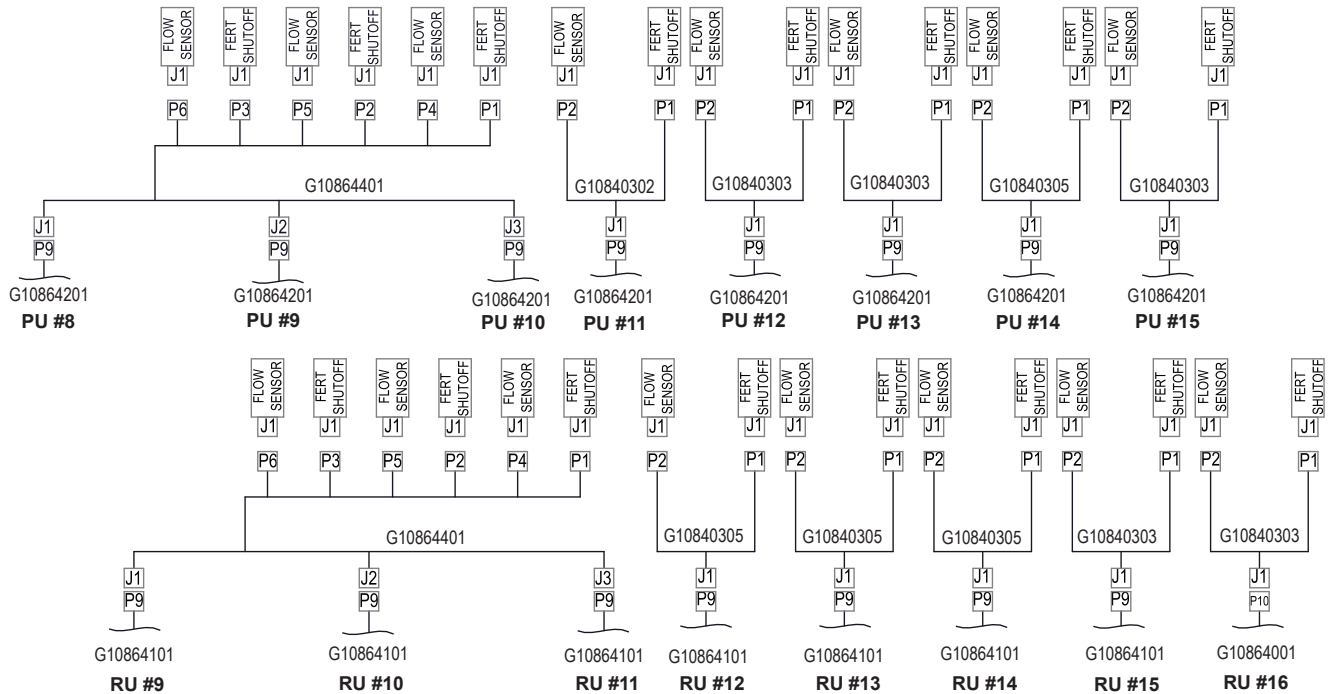 FLOW SENSOR FERT SHUTOFF FLOW SENSOR FERT SHUTOFF FLOW SENSOR FERT SHUTOFF FLOW SENSOR FERT SHUTOFF FLOW SENSOR FERT SHUTOFF FLOW SENSOR FERT SHUTOFF FLOW SENSOR FERT SHUTOFF FLOW SENSOR FERT SHUTOFF
J1 J1 J1 J1 J1 J1 J1 J1 J1 J1 J1 J1 J1 J1 J1 J1
P6 P3 P5 P2 P4 P1 P2 P1 P2 P1 P2 P1 P2 P1 P2 P1
G10864401 G10840302 G10840303 G10840303 G10840305 G10840303
J1 J2 J3 J1 J1 J1 J1 J1
P9 P9 P9 P9 P9 P9 P9 P9
G10864201 G10864201 G10864201 G10864201 G10864201 G10864201 G10864201 G10864201
PU #8 PU #9 PU #10 PU #11 PU #12 PU #13 PU #14 PU #15
FLOW SENSOR FERT SHUTOFF FLOW SENSOR FERT SHUTOFF FLOW SENSOR FERT SHUTOFF FLOW SENSOR FERT SHUTOFF FLOW SENSOR FERT SHUTOFF FLOW SENSOR FERT SHUTOFF FLOW SENSOR FERT SHUTOFF FLOW SENSOR FERT SHUTOFF
J1 J1 J1 J1 J1 J1 J1 J1 J1 J1 J1 J1 J1 J1 J1 J1
P6 P3 P5 P2 P4 P1 P2 P1 P2 P1 P2 P1 P2 P1 P2 P1
G10864401 G10840305 G10840305 G10840305 G10840303 G10840303
J1 J2 J3 J1 J1 J1 J1 J1
P9 P9 P9 P9 P9 P9 P9 P10
G10864101 G10864101 G10864101 G10864101 G10864101 G10864101 G10864101 G10864001
RU #9 RU #10 RU #11 RU #12 RU #13 RU #14 RU #15 RU #16